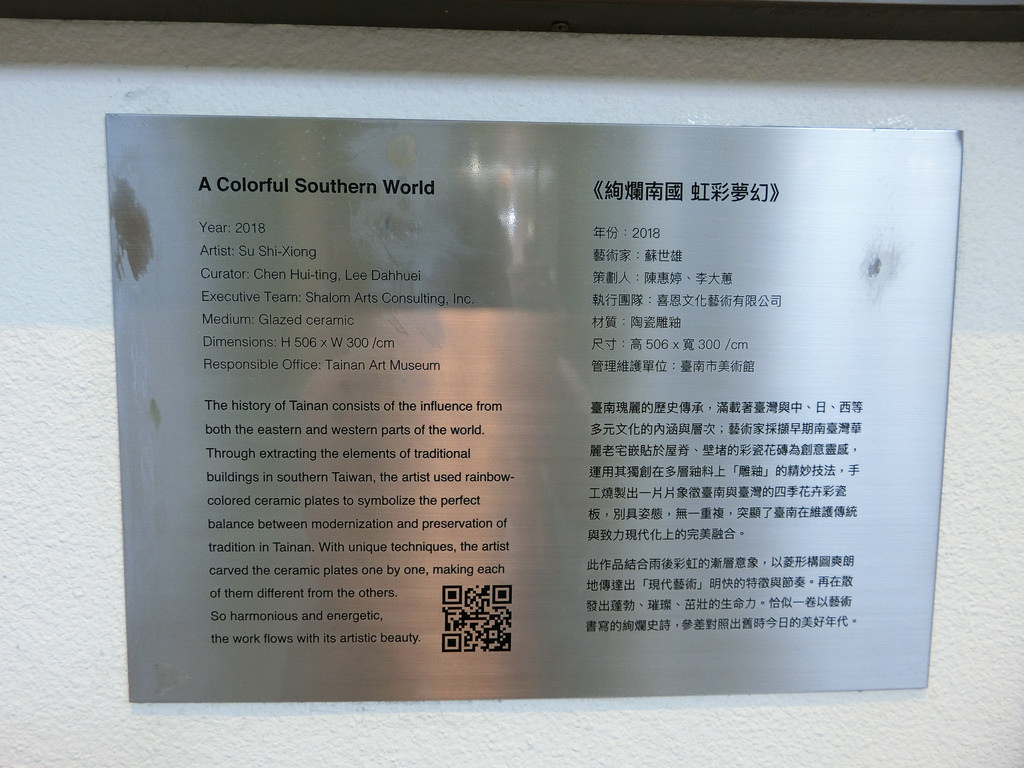 A Colorful Southern World
Year: 2018
Artist: Su Shi-Xiong
Curator: Chen Hui-ting, Lee Dahhuei
Executive Team: Shalom Arts Consulting, Inc.
Medium: Glazed ceramic
Dimensions: H 506 x W 300 /cm
Responsible Office: Tainan Art Museum
The history of Tainan consists of the influence from
both the eastern and western parts of the world.
Through extracting the elements of traditional
buildings in southern Taiwan, the artist used rainbow-
colored ceramic plates to symbolize the perfect
balance between modernization and preservation of
tradition in Tainan. With unique techniques, the artist
carved the ceramic plates one by one, making each
of them different from the others.
So harmonious and energetic,
the work flows with its artistic beauty.
《絢爛南國 虹彩夢幻》
年份：2018
藝術家：蘇世雄
策劃人：陳惠婷、李大蕙
執行團隊：喜恩文化藝術有限公司
材質：陶瓷雕釉
尺寸：高 506 x 寬 300 /cm
管理維護單位：臺南市美術館
臺南瑰麗的歷史傳承，滿載著臺灣與中、日、西等
多元文化的內涵與層次；藝術家採擷早期南臺灣華
麗老宅嵌貼於屋脊、壁堵的彩瓷花磚為創意靈感，
運用其獨創在多層釉料上「雕釉」的精妙技法，手
工燒製出一片片象徵臺南與臺灣的四季花卉彩瓷
板，別具姿態，無一重複，突顯了臺南在維護傳統
與致力現代化上的完美融合。
此作品結合雨後彩虹的漸層意象，以菱形構圖爽朗
地傳達出「現代藝術」明快的特徵與節奏。再在散
發出蓬勃、璀璨、茁壯的生命力。恰似一卷以藝術
書寫的絢爛史詩，參差對照出舊時今日的美好年代。